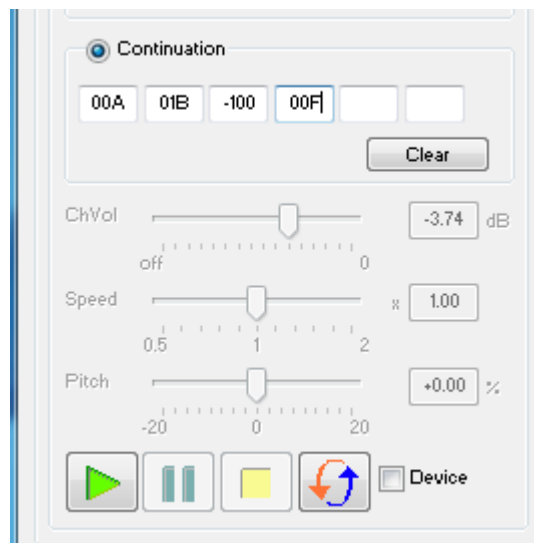 Continuation
00A 01B -100 00F
Clear
ChVol -3.74 dB
off 0
Speed x 1.00
0.5 1 2
Pitch +0.00 %
-20 0 20
Device